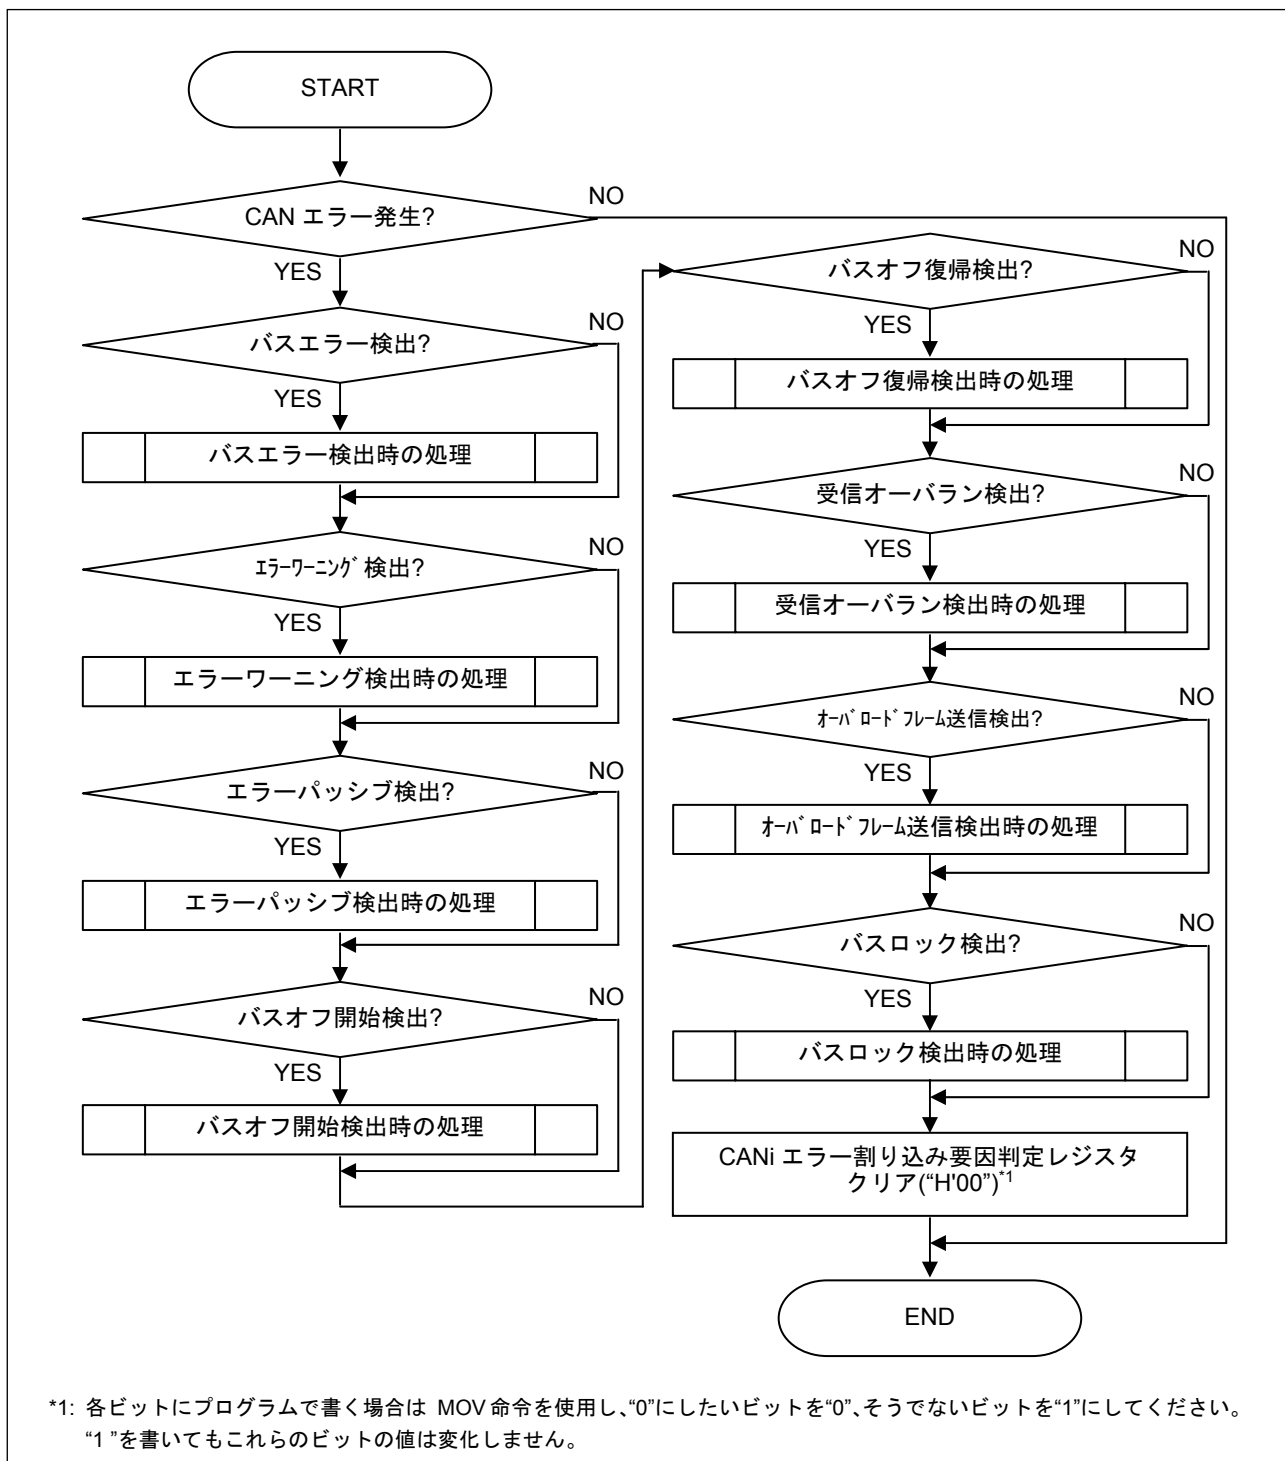 START
CAN エラー発生?
NO
YES
バスエラー検出?
NO
YES
バスエラー検出時の処理
エラーワーニング検出?
NO
YES
エラーワーニング検出時の処理
エラーパッシブ検出?
NO
YES
エラーパッシブ検出時の処理
バスオフ開始検出?
NO
YES
バスオフ開始検出時の処理
バスオフ復帰検出?
NO
YES
バスオフ復帰検出時の処理
受信オーバラン検出?
NO
YES
受信オーバラン検出時の処理
オーバロードフレーム送信検出?
NO
YES
オーバロードフレーム送信検出時の処理
バスロック検出?
NO
YES
バスロック検出時の処理
CANi エラー割り込み要因判定レジスタ
クリア(“H'00”)*1
END
*1: 各ビットにプログラムで書く場合は MOV 命令を使用し、“0”にしたいビットを“0”、そうでないビットを“1”にしてください。
“1 ”を書いてもこれらのビットの値は変化しません。